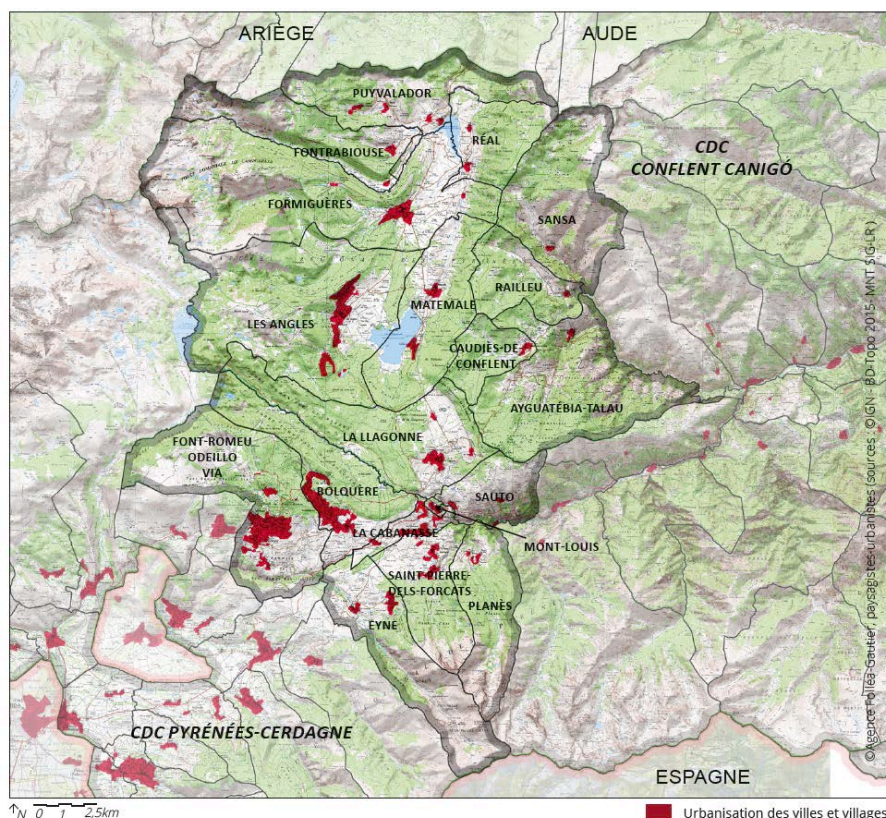 ARIÈGE
AUDE
PUYVALADOR
RÉAL
CDC
CONFLENT CANIGÓ
FONTRABIOUSE
FORMIGUÈRES
SANSA
RAILLEU
MATEMALE
LES ANGLES
CAUDIÈS-DE-
CONFLENT
AYGUATÉBIA-TALAU
LA LLAGONNE
FONT-ROMEU
ODEILLO
VIA
BOLQUÈRE
SAUTO
LA CABANASSE
MONT-LOUIS
SAINT-PIERRE-
DELS-FORCATS
PLANÈS
EYNE
CDC PYRÉNÉES-CERDAGNE
ESPAGNE
©Agence Folléa-Gautier, paysagistes-urbanistes (sources : ©IGN - BD-Topo 2015- MNT SIG-LR )
N 0 1 2,5km
Urbanisation des villes et villages